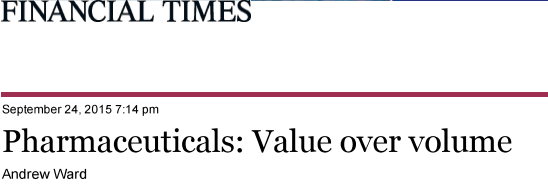 FINANCIAL TIMES
September 24, 2015 7:14 pm
Pharmaceuticals: Value over volume
Andrew Ward